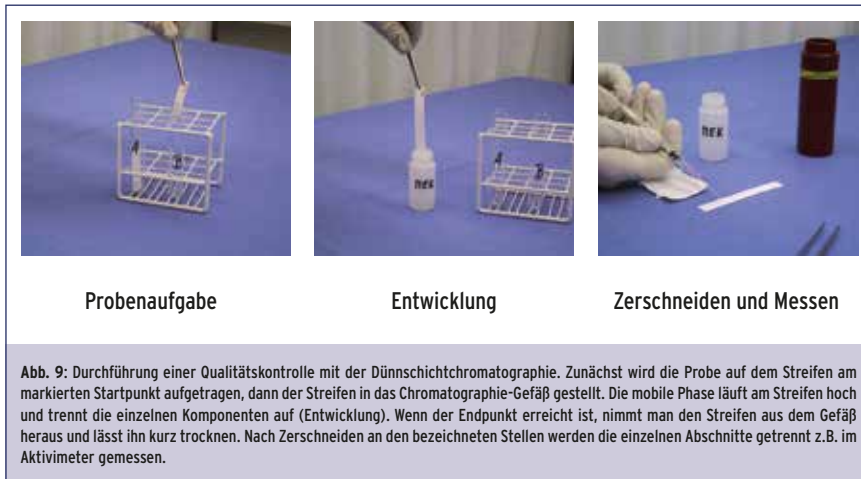 A
B
MEK
A
B
MEK
Probenaufgabe
Entwicklung
Zerschneiden und Messen
Abb. 9: Durchführung einer Qualitätskontrolle mit der Dünnschichtchromatographie. Zunächst wird die Probe auf dem Streifen am
markierten Startpunkt aufgetragen, dann der Streifen in das Chromatographie-Gefäß gestellt. Die mobile Phase läuft am Streifen hoch
und trennt die einzelnen Komponenten auf (Entwicklung). Wenn der Endpunkt erreicht ist, nimmt man den Streifen aus dem Gefäß
heraus und lässt ihn kurz trocknen. Nach Zerschneiden an den bezeichneten Stellen werden die einzelnen Abschnitte getrennt z.B. im
Aktivimeter gemessen.